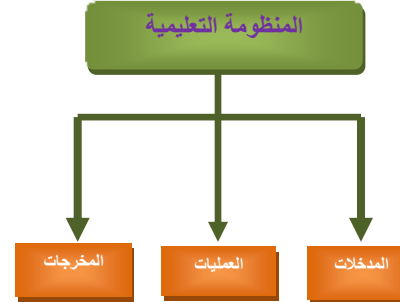 المنظومة التعليمية
المدخلات
العمليات
المخرجات